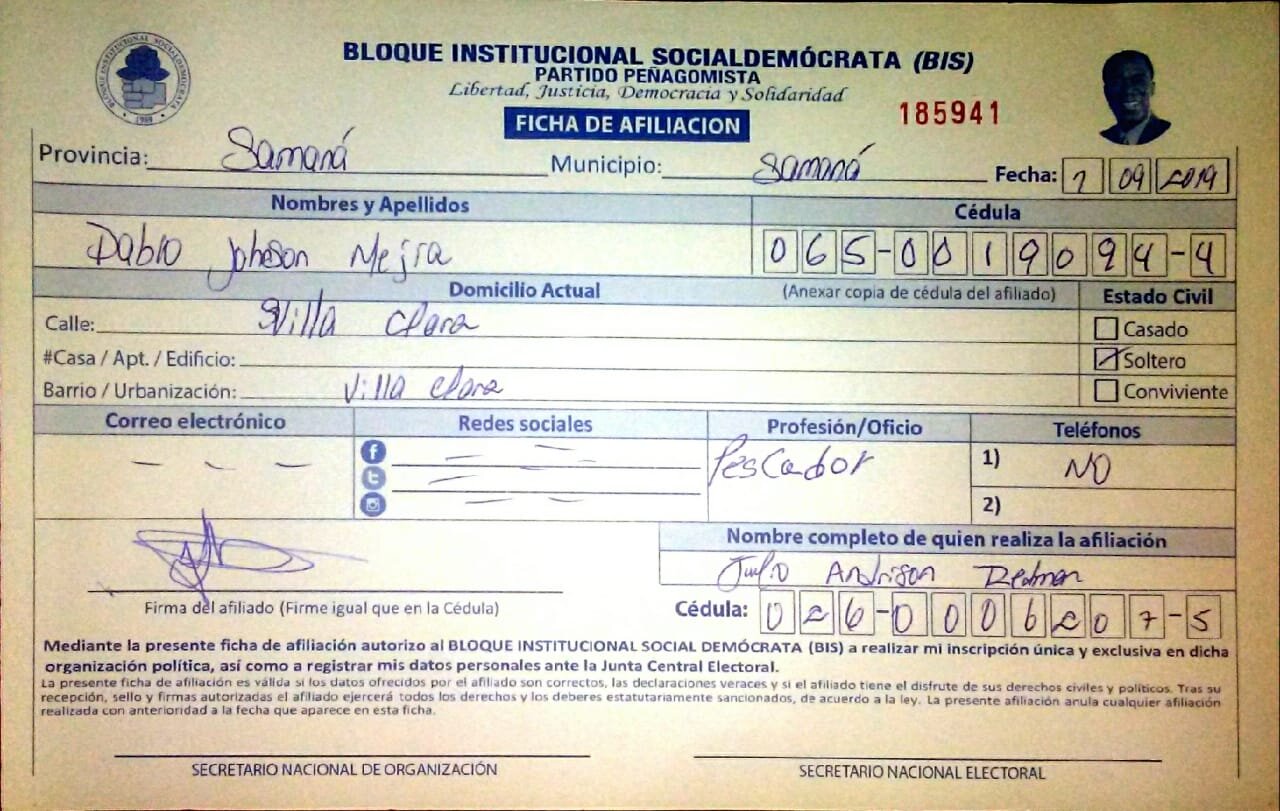 BLOQUE INSTITUCIONAL SOCIALDEMÓCRATA (BIS)
PARTIDO PEÑAGOMISTA
Libertad, Justicia, Democracia y Solidaridad
BLOQUE INSTITUCIONAL SOCIALDEMOCRATA
FICHA DE AFILIACION
185941
Provincia: Samaná Municipio: Samaná Fecha: 7 09 2019
Nombres y Apellidos Cédula
Pablo Johnson Mejia 065-0019094-4
Domicilio Actual (Anexar copia de cédula del afiliado) Estado Civil
Calle: Villa Clara Casado
#Casa / Apt. / Edificio: Soltero
Barrio / Urbanización: Villa Clara Conviviente
Correo electrónico Redes sociales Profesión/Oficio Teléfonos
Pescador 1) NO
2)
Nombre completo de quien realiza la afiliación
Julio Andrison Redman
Firma del afiliado (Firme igual que en la Cédula) Cédula: 026-0006207-5
Mediante la presente ficha de afiliación autorizo al BLOQUE INSTITUCIONAL SOCIAL DEMÓCRATA (BIS) a realizar mi inscripción única y exclusiva en dicha
organización política, así como a registrar mis datos personales ante la Junta Central Electoral.
La presente ficha de afiliación es válida si los datos ofrecidos por el afiliado son correctos, las declaraciones veraces y si el afiliado tiene el disfrute de sus derechos civiles y políticos. Tras su
recepción, sello y firmas autorizadas el afiliado ejercerá todos los derechos y los deberes estatutariamente sancionados, de acuerdo a la ley. La presente afiliación anula cualquier afiliación
realizada con anterioridad a la fecha que aparece en esta ficha.
SECRETARIO NACIONAL DE ORGANIZACIÓN SECRETARIO NACIONAL ELECTORAL